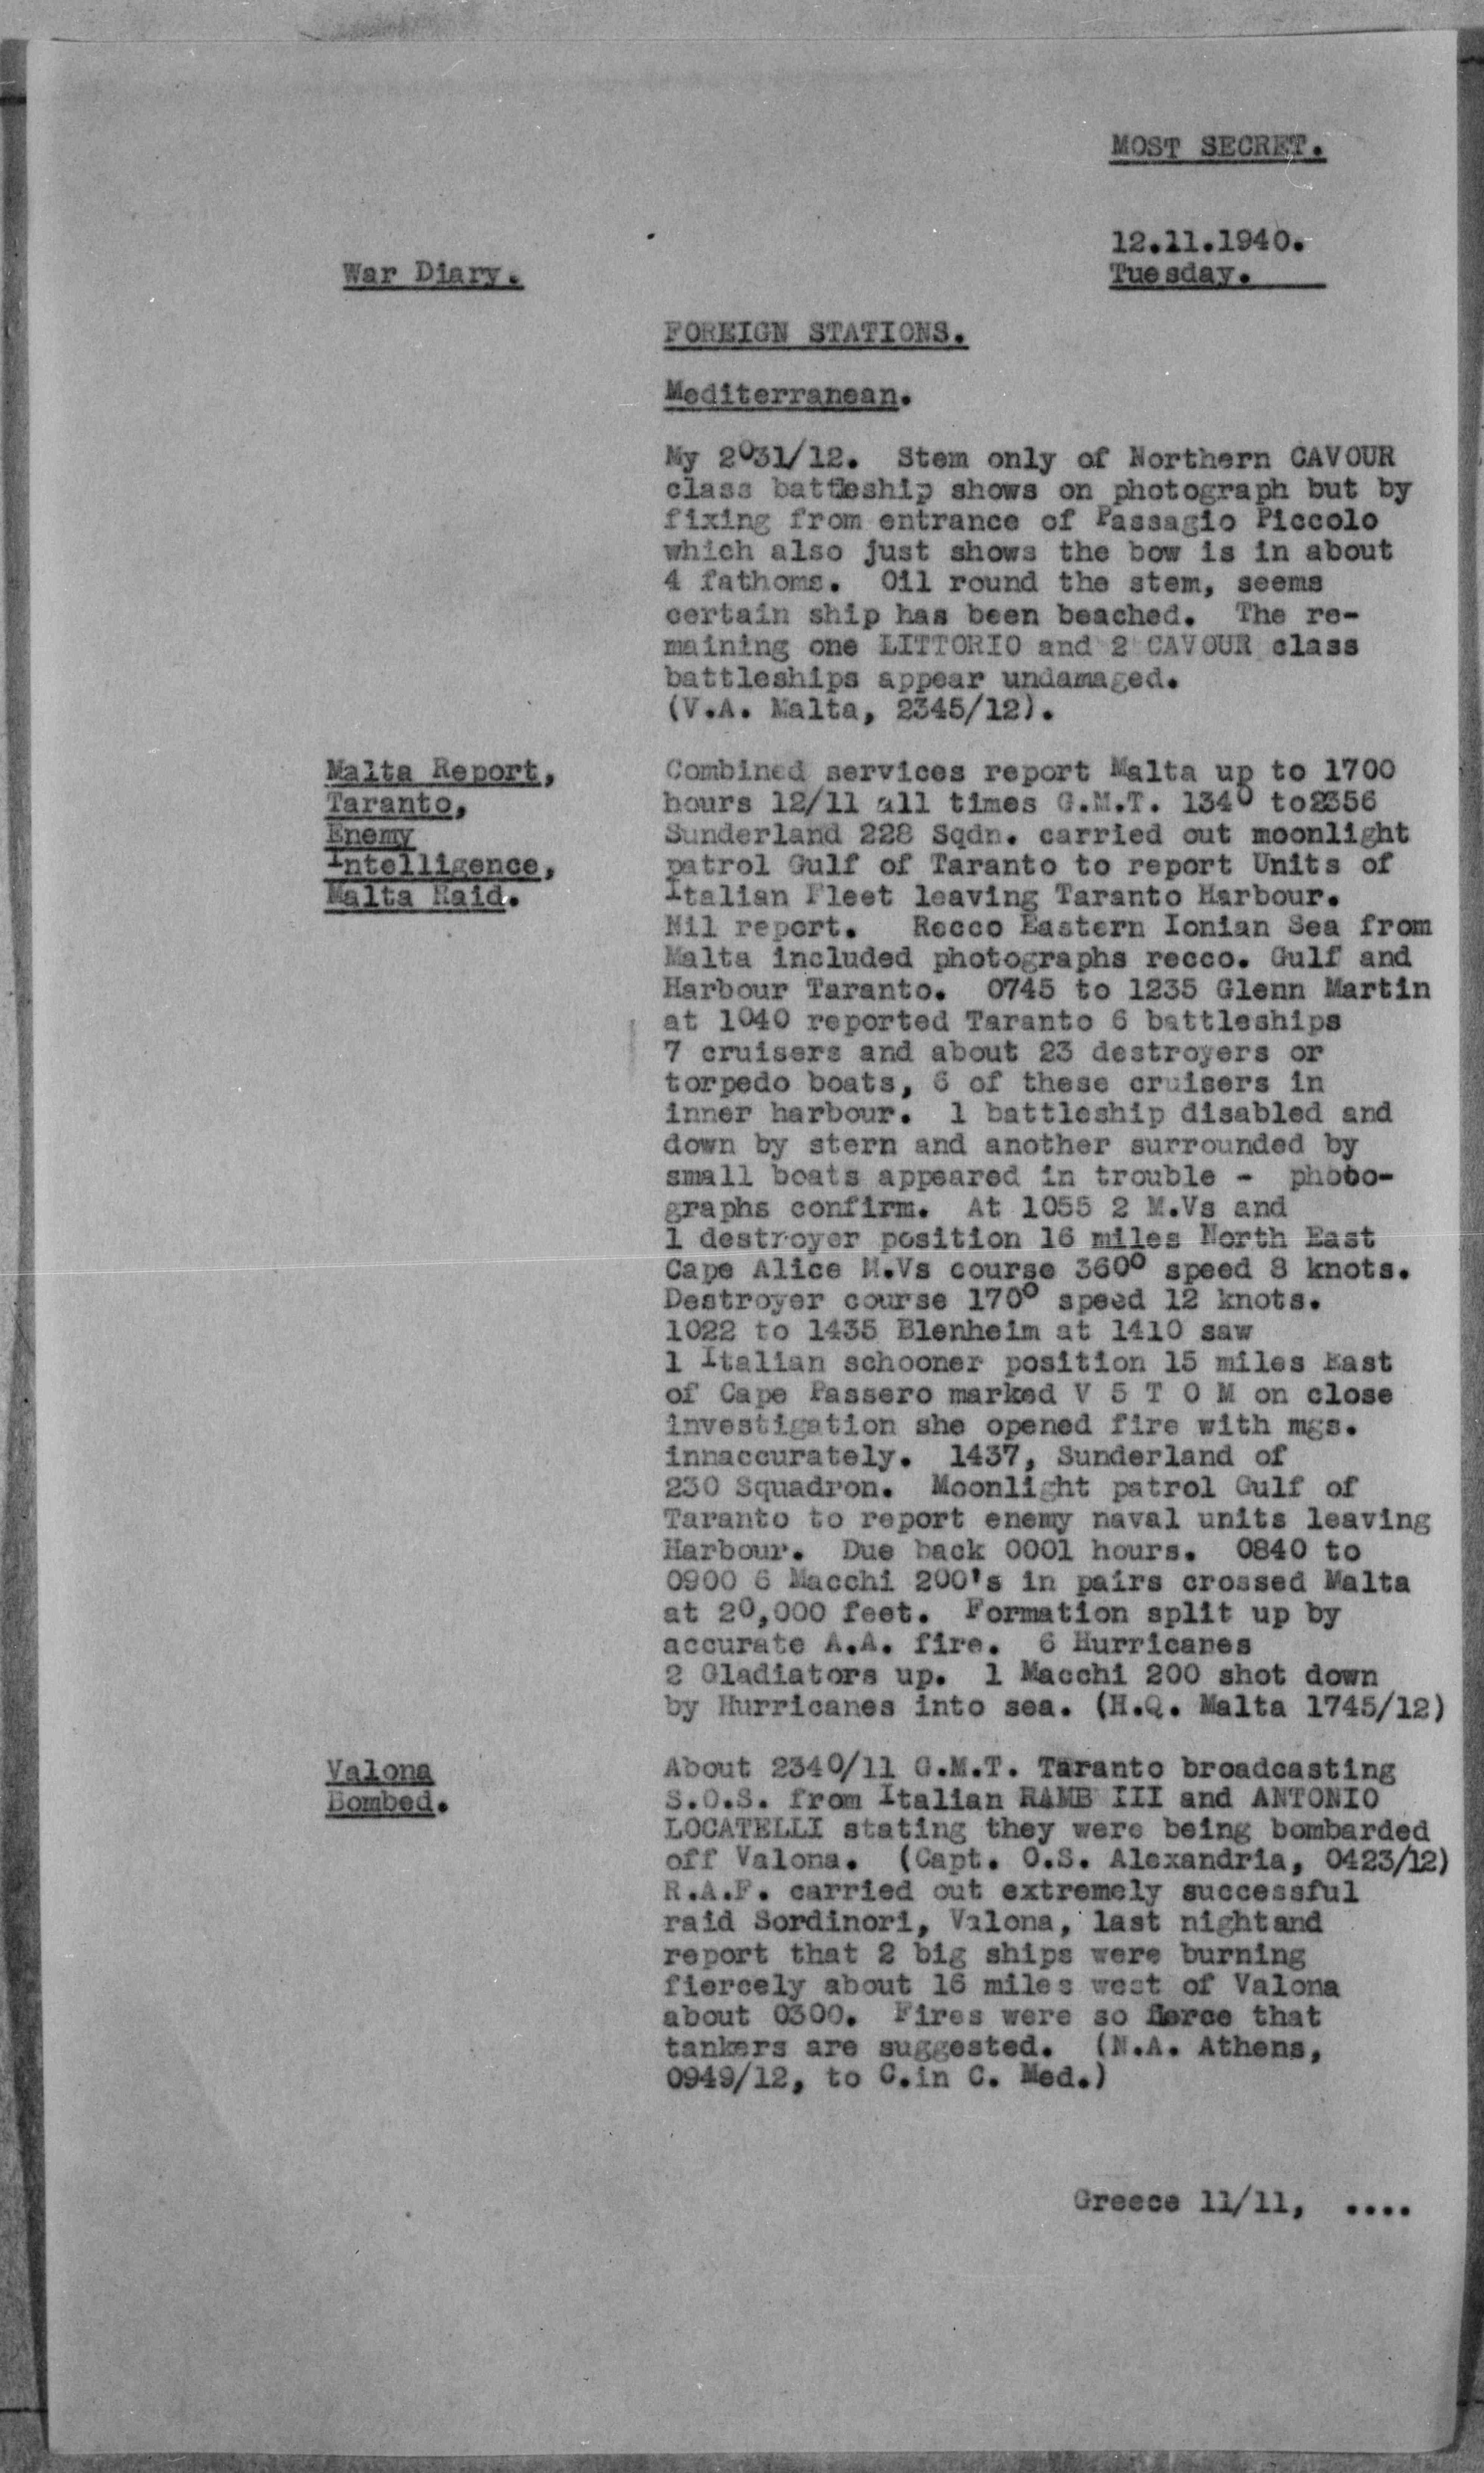 MOST SECRET.
12.11.1940.
War Diary.
Tuesday.
FOREIGN STATIONS.
Mediterranean.
My 2031/12. Stem only of Northern CAVOUR
class battleship shows on photograph but by
fixing from entrance of Passagio Piccolo
which also just shows the bow is in about
4 fathoms. Oil round the stem, seems
certain ship has been beached. The re-
maining one LITTORIO and 2 CAVOUR class
battleships appear undamaged.
(V.A. Malta, 2345/12).
Malta Report,
Taranto,
Enemy
Intelligence,
Malta Raid.
Combined services report Malta up to 1700
hours 12/11 all times G.M.T. 1340 to2356
Sunderland 228 Sqdn. carried out moonlight
patrol Gulf of Taranto to report Units of
Italian Fleet leaving Taranto Harbour.
Nil report. Recco Eastern Ionian Sea from
Malta included photographs recco. Gulf and
Harbour Taranto. 0745 to 1235 Glenn Martin
at 1040 reported Taranto 6 battleships
7 cruisers and about 23 destroyers or
torpedo boats, 6 of these cruisers in
inner harbour. 1 battleship disabled and
down by stern and another surrounded by
small boats appeared in trouble - photo-
graphs confirm. At 1055 2 M.Vs and
1 destroyer position 16 miles North East
Cape Alice M.Vs course 360° speed 8 knots.
Destroyer course 170° speed 12 knots.
1022 to 1435 Blenheim at 1410 saw
1 Italian schooner position 15 miles East
of Cape Passero marked V 5 T O M on close
investigation she opened fire with mgs.
innaccurately. 1437, Sunderland of
230 Squadron. Moonlight patrol Gulf of
Taranto to report enemy naval units leaving
Harbour. Due back 0001 hours. 0840 to
0900 6 Macchi 200's in pairs crossed Malta
at 20,000 feet. Formation split up by
accurate A.A. fire. 6 Hurricanes
2 Gladiators up. 1 Macchi 200 shot down
by Hurricanes into sea. (H.Q. Malta 1745/12)
Valona
Bombed.
About 2340/11 G.M.T. Taranto broadcasting
S.O.S. from Italian RAMB III and ANTONIO
LOCATELLI stating they were being bombarded
off Valona. (Capt. O.S. Alexandria, 0423/12)
R.A.F. carried out extremely successful
raid Sordinori, Valona, last nightand
report that 2 big ships were burning
fiercely about 16 miles west of Valona
about 0300. Fires were so fierce that
tankers are suggested. (N.A. Athens,
0949/12, to C.in C. Med.)
Greece 11/11, ....